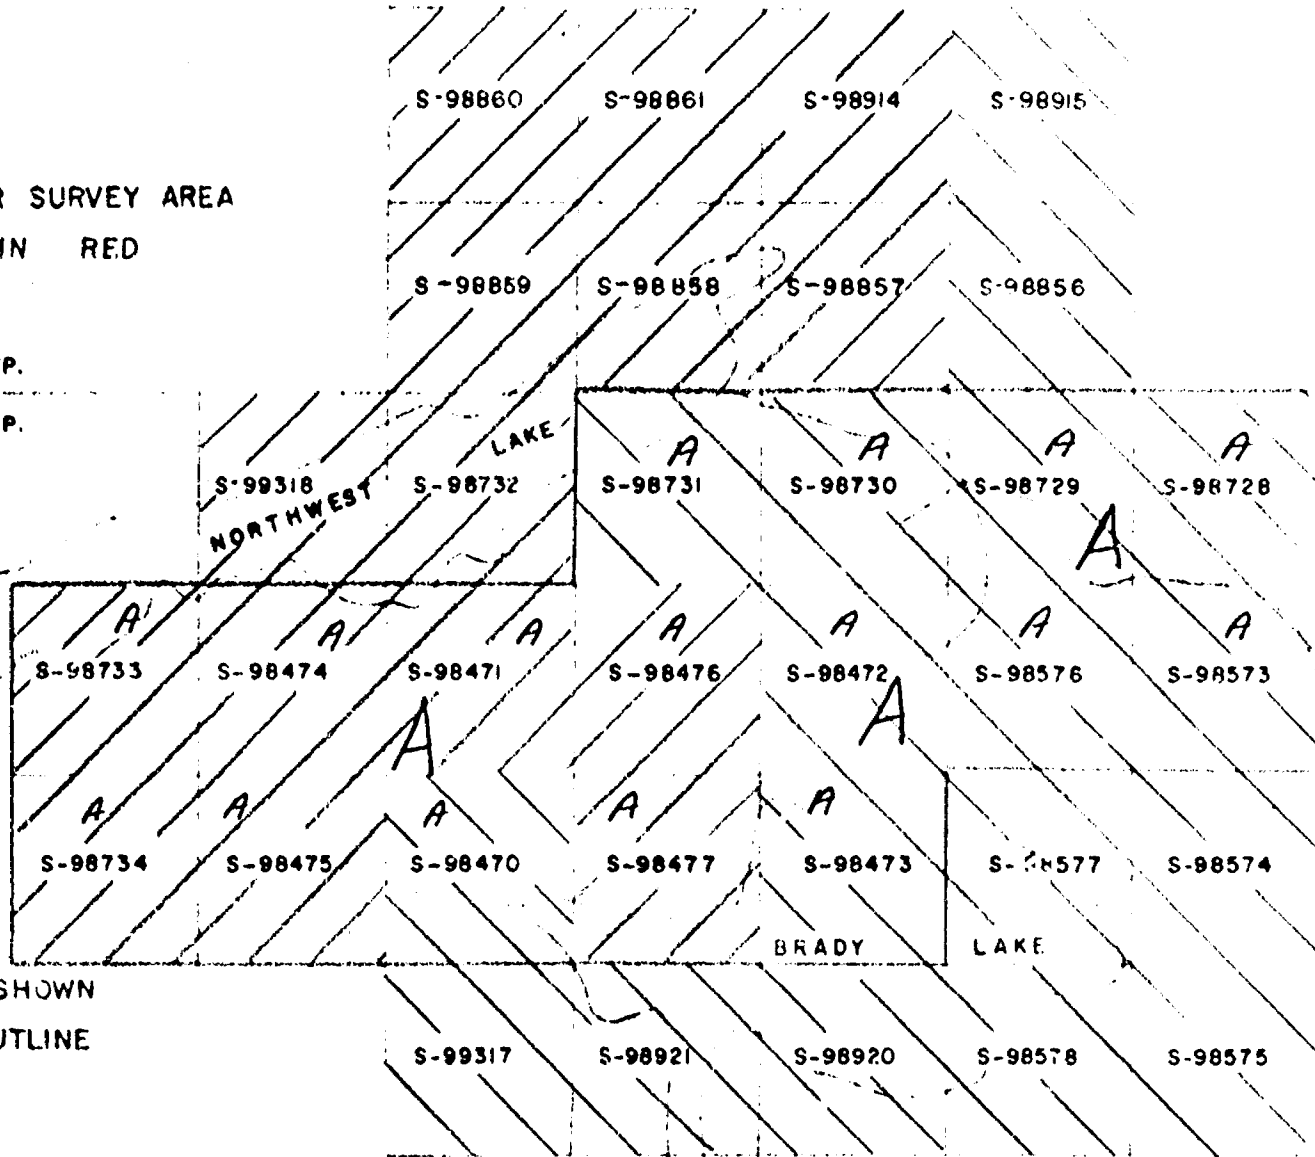 S-98860 S-98861 S-98914 S-98915
SURVEY AREA
IN RED
S-98859 S-98858 S-98857 S-98856
P.
P.
LAKE
A A A A
S-99318 S-98732 S-98731 S-98730 S-98729 S-98728
NORTHWEST
A
A A A A A A A
S-98733 S-98474 S-98471 S-98476 S-98472 S-98576 S-98573
A A
A A A A A
S-98734 S-98475 S-98470 S-98477 S-98473 S-98577 S-98574
BRADY LAKE
SHOWN
UTLINE
S-99317 S-98921 S-98920 S-98578 S-98575